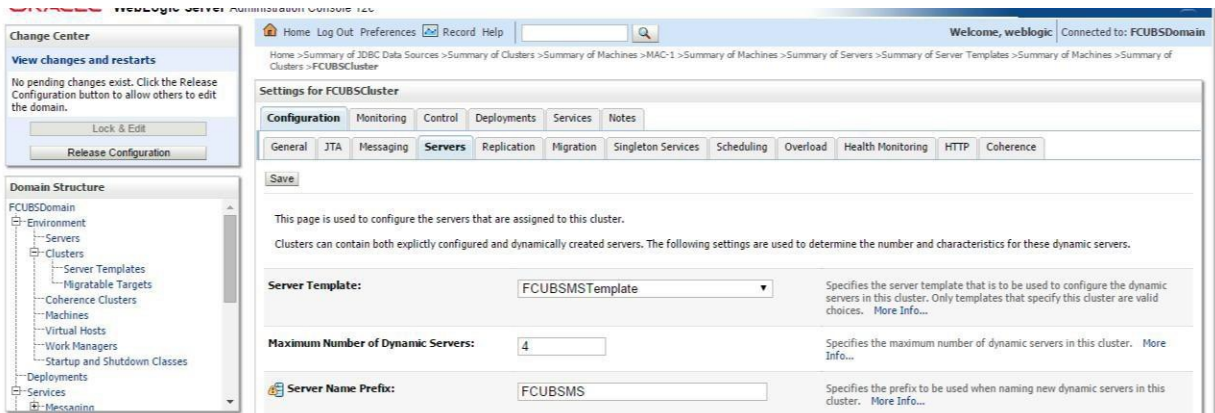 ORACLE WebLogic Server Administration Console 12c
Change Center
View changes and restarts
No pending changes exist. Click the Release
Configuration button to allow others to edit
the domain.
Lock & Edit
Release Configuration
Domain Structure
FCUBSDomain
Environment
Servers
Clusters
Server Templates
Migratable Targets
Coherence Clusters
Machines
Virtual Hosts
Work Managers
Startup and Shutdown Classes
Deployments
Services
Messaging
Home Log Out Preferences Record Help
Welcome, weblogic Connected to: FCUBSDomain
Home >Summary of JDBC Data Sources >Summary of Clusters >Summary of Machines >MAC-1 >Summary of Machines >Summary of Servers >Summary of Server Templates >Summary of Machines >Summary of
Clusters >FCUBSCluster
Settings for FCUBSCluster
Configuration Monitoring Control Deployments Services Notes
General JTA Messaging Servers Replication Migration Singleton Services Scheduling Overload Health Monitoring HTTP Coherence
Save
This page is used to configure the servers that are assigned to this cluster.
Clusters can contain both explictly configured and dynamically created servers. The following settings are used to determine the number and characteristics for these dynamic servers.
Server Template: FCUBSMSTemplate
Specifies the server template that is to be used to configure the dynamic
servers in this cluster. Only templates that specify this cluster are valid
choices. More Info...
Maximum Number of Dynamic Servers: 4
Specifies the maximum number of dynamic servers in this cluster. More
Info...
Server Name Prefix: FCUBSMS
Specifies the prefix to be used when naming new dynamic servers in this
cluster. More Info...